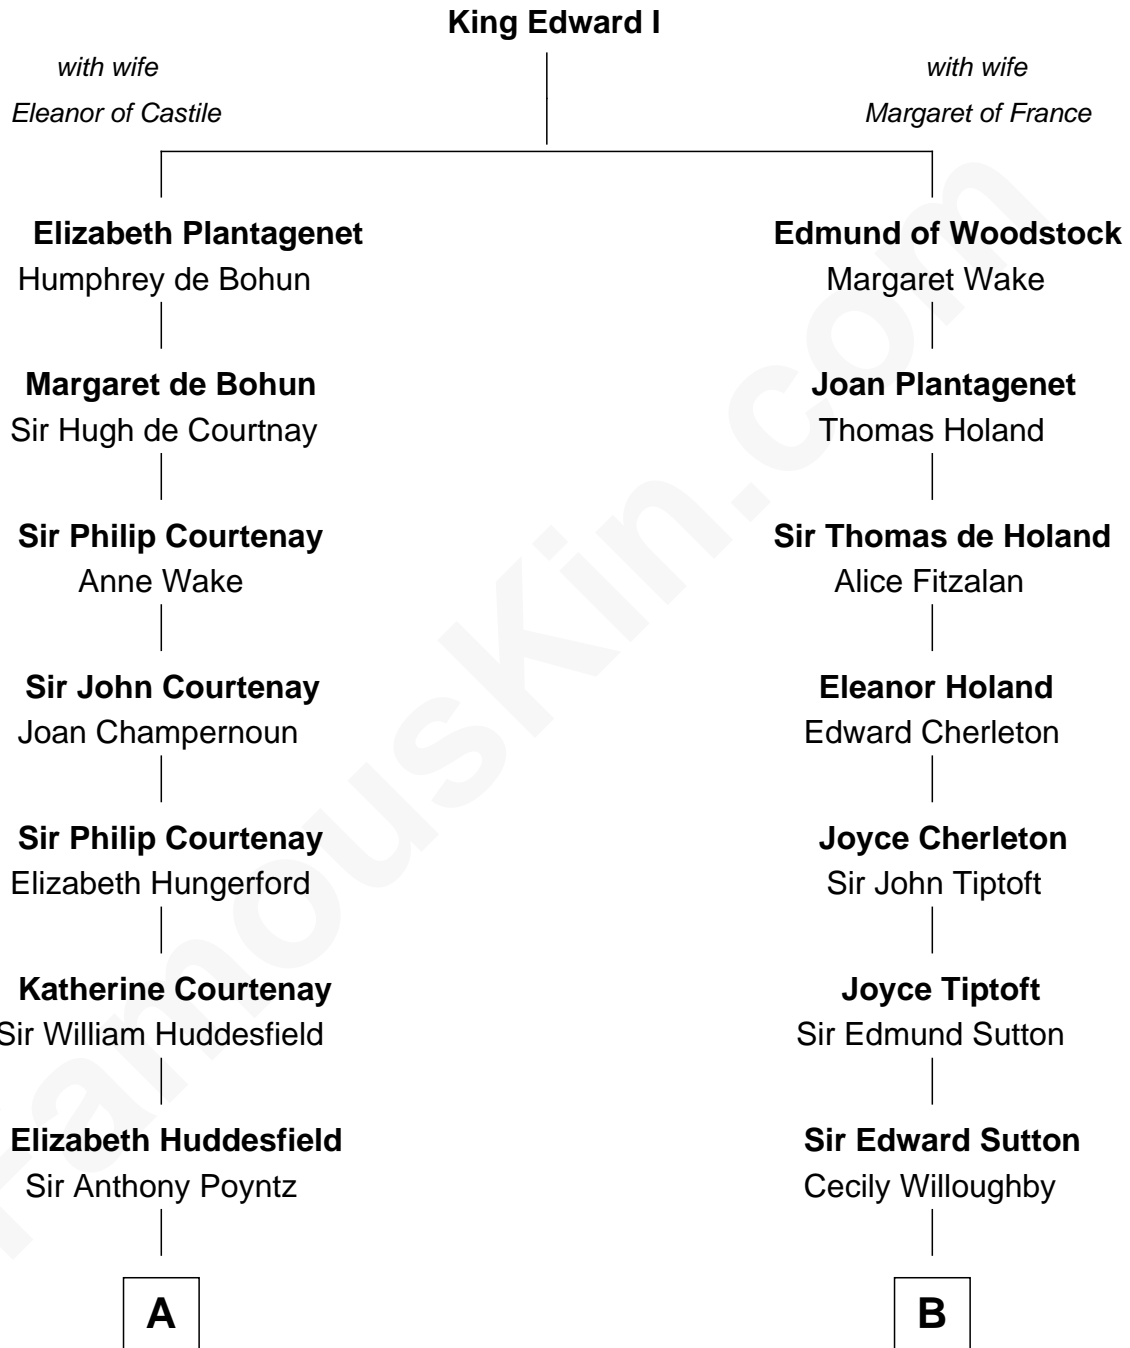 King Edward I
with wife
Eleanor of Castile
with wife
Margaret of France
Elizabeth Plantagenet
Humphrey de Bohun
Edmund of Woodstock
Margaret Wake
Margaret de Bohun
Sir Hugh de Courtnay
Joan Plantagenet
Thomas Holand
Sir Philip Courtenay
Anne Wake
Sir Thomas de Holand
Alice Fitzalan
Sir John Courtenay
Joan Champernoun
Eleanor Holand
Edward Cherleton
Sir Philip Courtenay
Elizabeth Hungerford
Joyce Cherleton
Sir John Tiptoft
Katherine Courtenay
Sir William Huddesfield
Joyce Tiptoft
Sir Edmund Sutton
Elizabeth Huddesfield
Sir Anthony Poyntz
Sir Edward Sutton
Cecily Willoughby
A
B
FamousKin.com